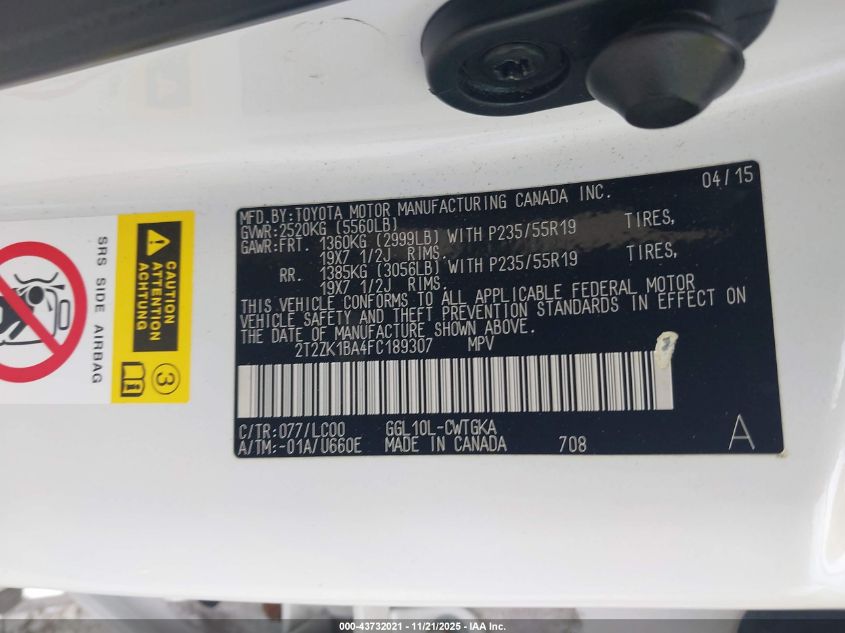 MFD.BY:TOYOTA MOTOR MANUFACTURING CANADA INC. 04/15
GVWR:2520KG (5560LB)
GAWR:FRT. 1360KG (2999LB) WITH P235/55R19 TIRES,
19X7 1/2J RIMS.
RR. 1385KG (3056LB) WITH P235/55R19 TIRES,
19X7 1/2J RIMS.
THIS VEHICLE CONFORMS TO ALL APPLICABLE FEDERAL MOTOR
VEHICLE SAFETY AND THEFT PREVENTION STANDARDS IN EFFECT ON
THE DATE OF MANUFACTURE SHOWN ABOVE.
2T2ZK1BA4FC189307 MPV
C/TR:077/LC00 GGL10L-CWTGKA
A/TM:-01A/U660E MADE IN CANADA 708 A
SRS SIDE AIRBAG
CAUTION
ATTENTION
ACHTUNG
3
000-43732021 - 11/21/2025 - IAA Inc.